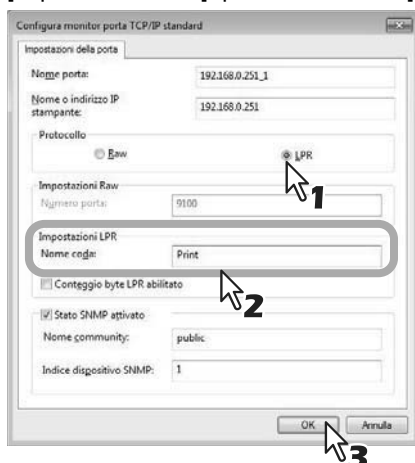 Configura monitor porta TCP/IP standard
Impostazioni della porta
Nome porta: 192.168.0.251_1
Nome o indirizzo IP
stampante: 192.168.0.251
Protocollo
Raw LPR
1
Impostazioni Raw
Numero porta: 9100
Impostazioni LPR
Nome coda: Print
2
Conteggio byte LPR abilitato
Stato SNMP attivato
Nome community: public
Indice dispositivo SNMP: 1
OK Annulla
3